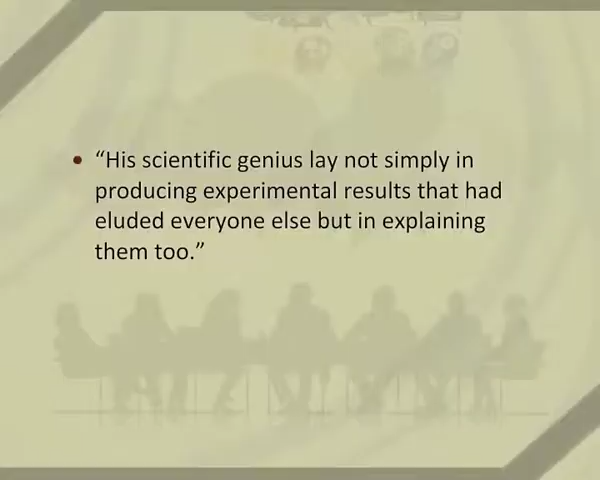 • “His scientific genius lay not simply in
producing experimental results that had
eluded everyone else but in explaining
them too.”